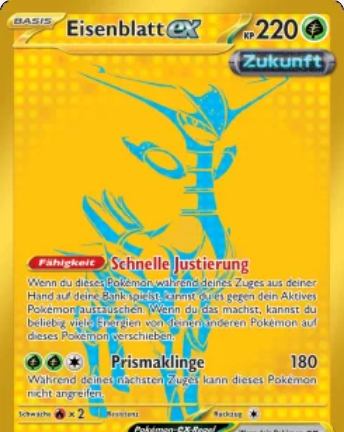 BASIS Eisenblatt ex KP 220
Zukunft
Fähigkeit Schnelle Justierung
Wenn du dieses Pokémon während deines Zuges aus deiner
Hand auf deine Bank spielst, kannst du es gegen dein Aktives
Pokémon austauschen. Wenn du das machst, kannst du
beliebig viele Energien von deinen anderen Pokémon auf
dieses Pokémon verschieben.
Prismaklinge 180
Während deines nächsten Zuges kann dieses Pokémon
nicht angreifen.
Schwäche × 2 Resistenz Rückzug
Pokémon-ex-Regel